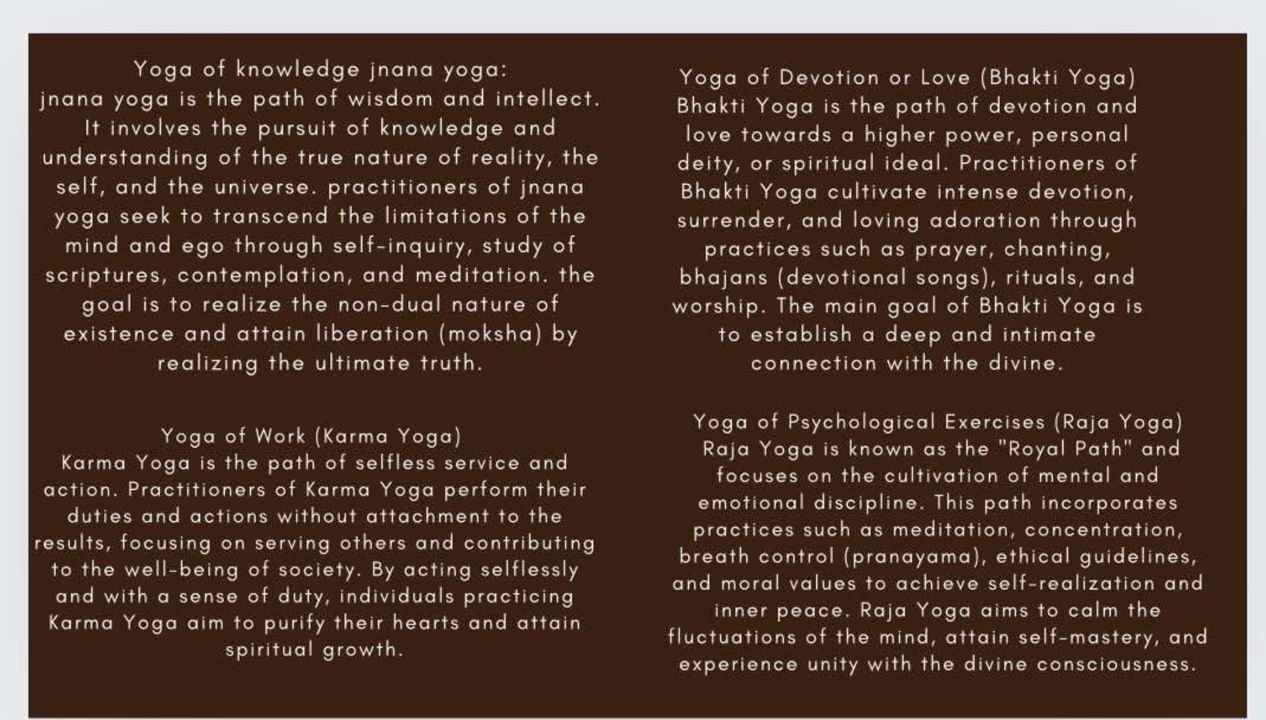 Yoga of knowledge jnana yoga:
jnana yoga is the path of wisdom and intellect.
It involves the pursuit of knowledge and
understanding of the true nature of reality, the
self, and the universe. practitioners of jnana
yoga seek to transcend the limitations of the
mind and ego through self-inquiry, study of
scriptures, contemplation, and meditation. the
goal is to realize the non-dual nature of
existence and attain liberation (moksha) by
realizing the ultimate truth.
Yoga of Work (Karma Yoga)
Karma Yoga is the path of selfless service and
action. Practitioners of Karma Yoga perform their
duties and actions without attachment to the
results, focusing on serving others and contributing
to the well-being of society. By acting selflessly
and with a sense of duty, individuals practicing
Karma Yoga aim to purify their hearts and attain
spiritual growth.
Yoga of Devotion or Love (Bhakti Yoga)
Bhakti Yoga is the path of devotion and
love towards a higher power, personal
deity, or spiritual ideal. Practitioners of
Bhakti Yoga cultivate intense devotion,
surrender, and loving adoration through
practices such as prayer, chanting,
bhajans (devotional songs), rituals, and
worship. The main goal of Bhakti Yoga is
to establish a deep and intimate
connection with the divine.
Yoga of Psychological Exercises (Raja Yoga)
Raja Yoga is known as the "Royal Path" and
focuses on the cultivation of mental and
emotional discipline. This path incorporates
practices such as meditation, concentration,
breath control (pranayama), ethical guidelines,
and moral values to achieve self-realization and
inner peace. Raja Yoga aims to calm the
fluctuations of the mind, attain self-mastery, and
experience unity with the divine consciousness.